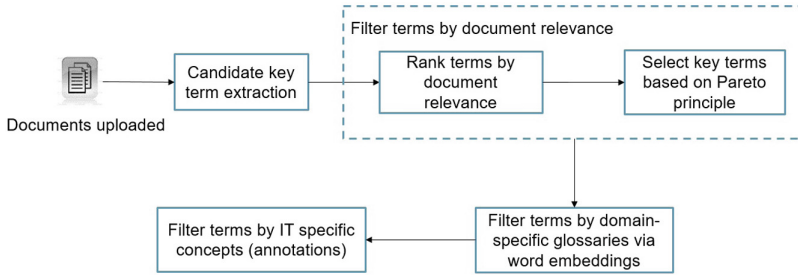 Filter terms by document relevance
Documents uploaded
Candidate key
term extraction
Rank terms by
document
relevance
Select key terms
based on Pareto
principle
Filter terms by IT specific
concepts (annotations)
Filter terms by domain-
specific glossaries via
word embeddings